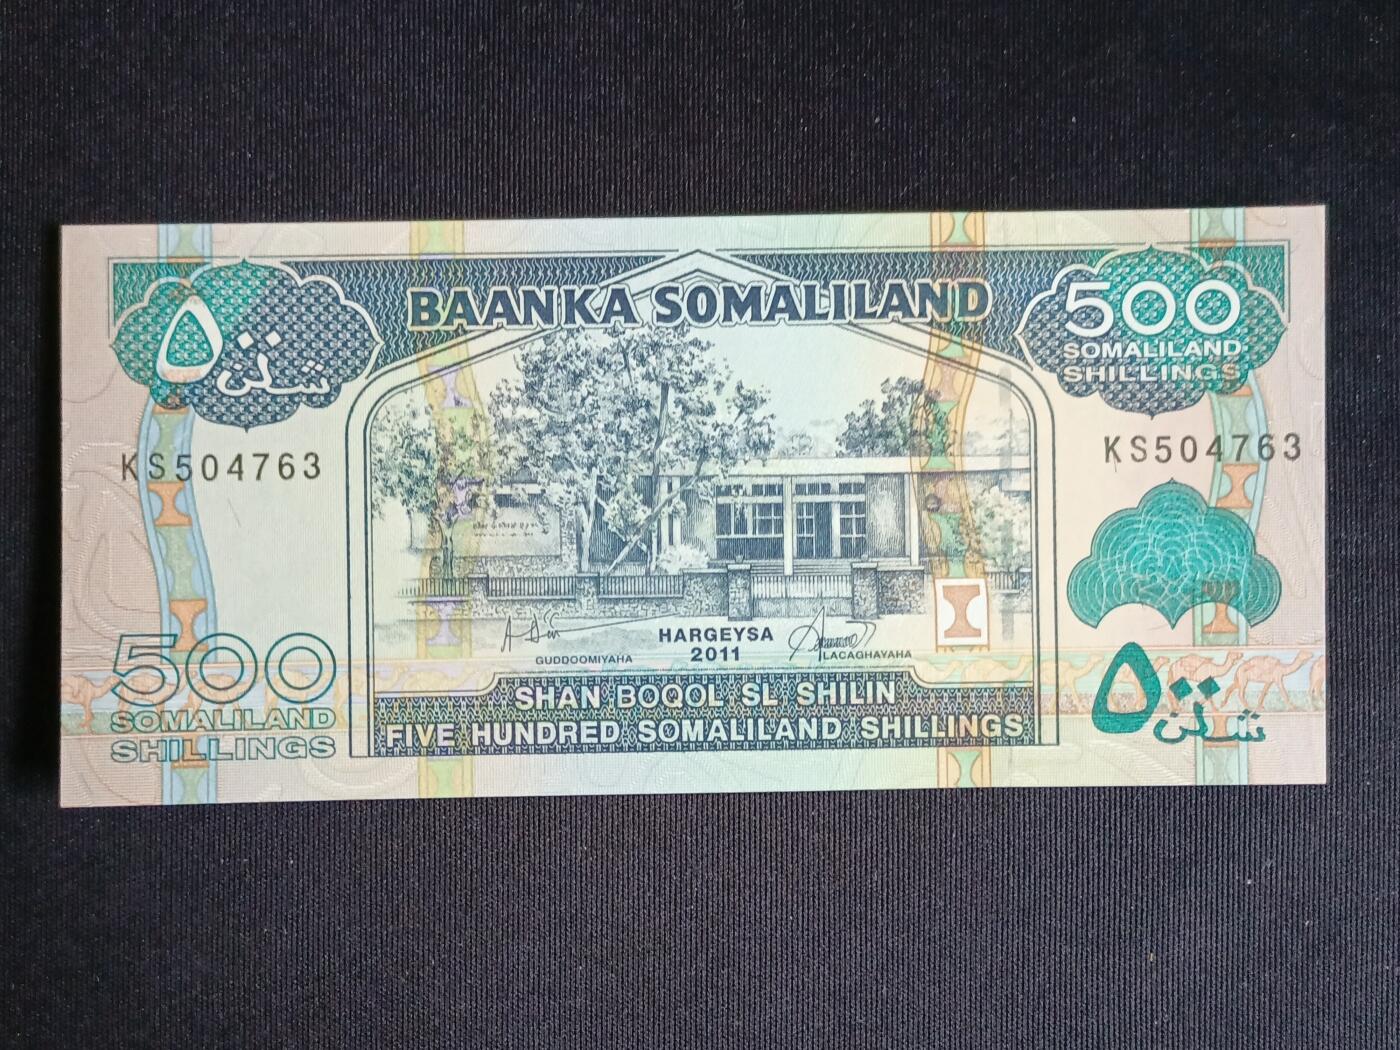 BAANKA SOMALILAND
٥٠٠
شلن
500
SOMALILAND
SHILLINGS
KS504763
KS504763
HARGEYSA
2011
GUDDOOMIYAHA
LACAGHAYAHA
500
SOMALILAND
SHILLINGS
SHAN BOQOL SL SHILIN
FIVE HUNDRED SOMALILAND SHILLINGS
٥٠٠
شلن